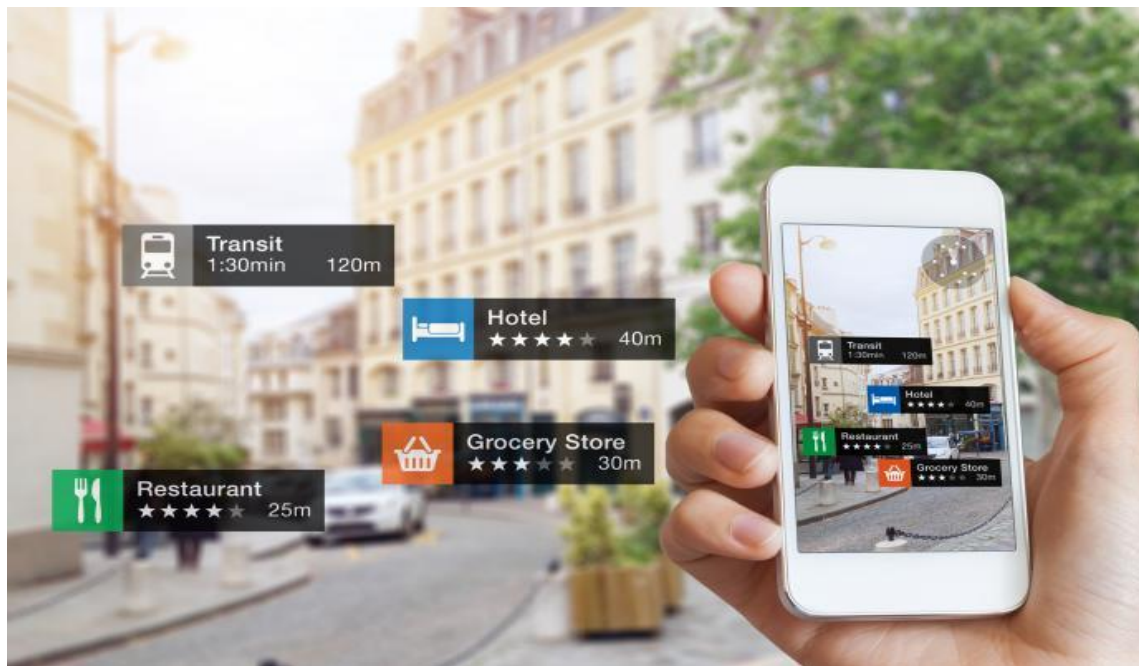 Transit
1:30min 120m
Hotel
40m
Grocery Store
30m
Restaurant
25m
Transit
1:30min 120m
Hotel
40m
Restaurant
25m
Grocery Store
30m